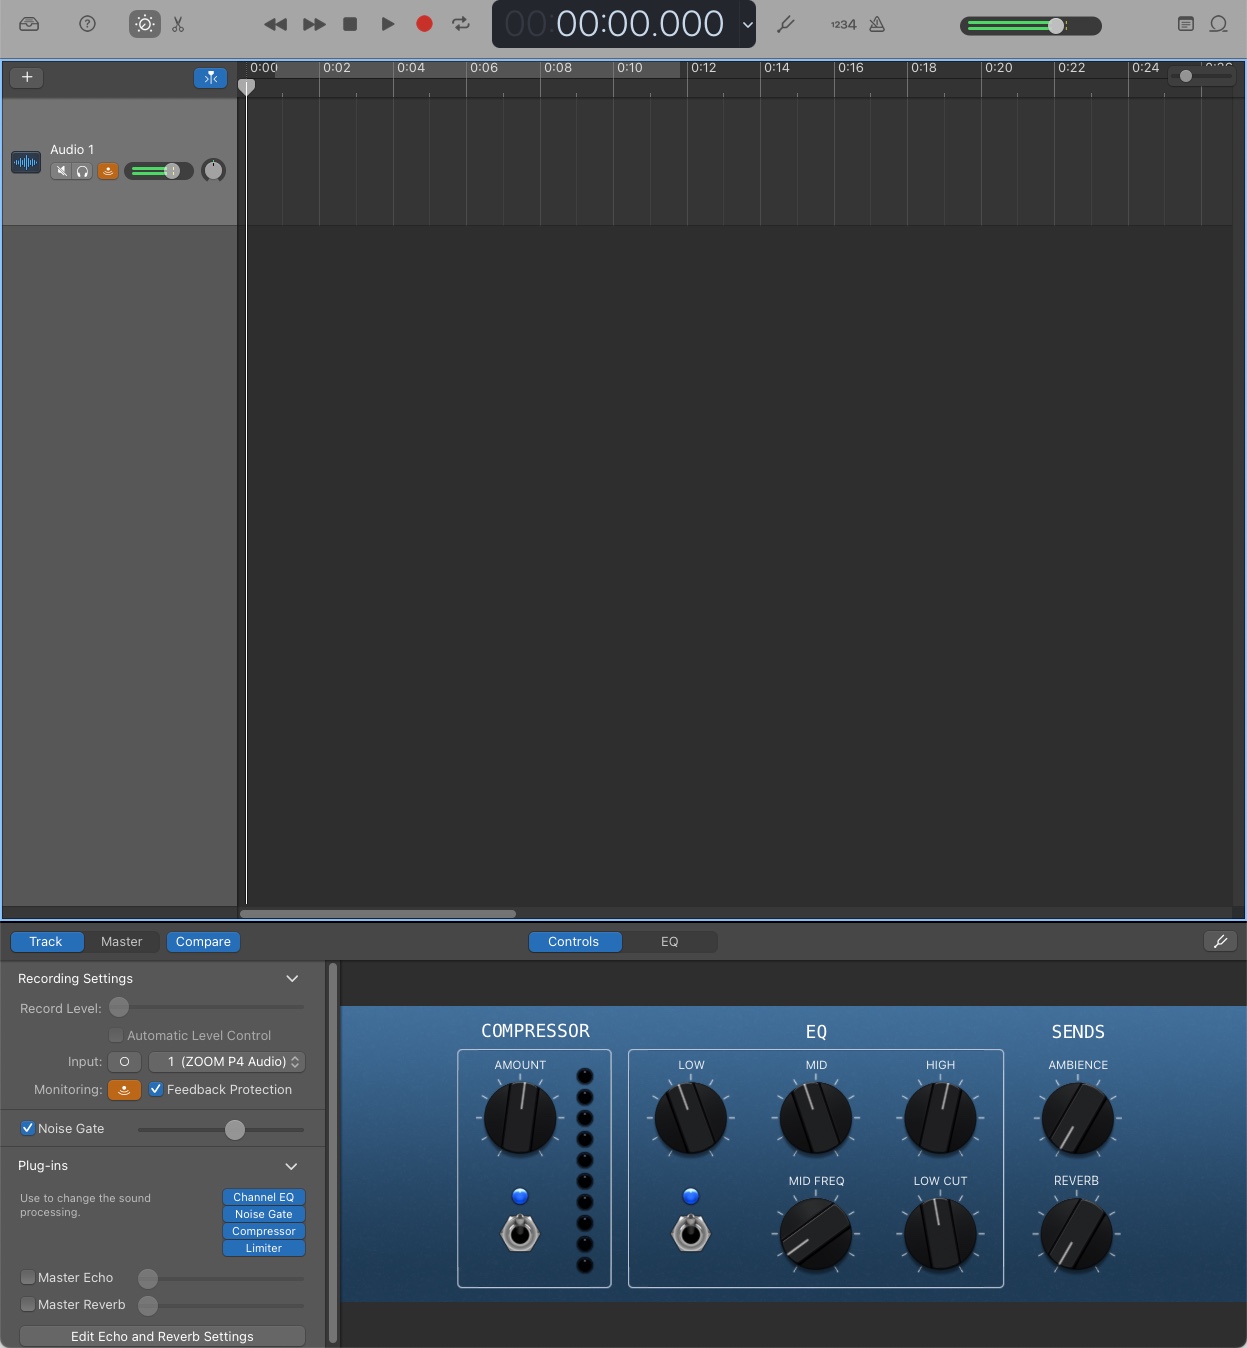 00:00:00.000
1234
0:00 0:02 0:04 0:06 0:08 0:10 0:12 0:14 0:16 0:18 0:20 0:22 0:24
Audio 1
Track Master Compare Controls EQ
Recording Settings
Record Level:
Automatic Level Control
Input: 1 (ZOOM P4 Audio)
Monitoring: Feedback Protection
Noise Gate
Plug-ins
Use to change the sound
processing.
Channel EQ
Noise Gate
Compressor
Limiter
Master Echo
Master Reverb
Edit Echo and Reverb Settings
COMPRESSOR EQ SENDS
AMOUNT LOW MID HIGH AMBIENCE
MID FREQ LOW CUT REVERB